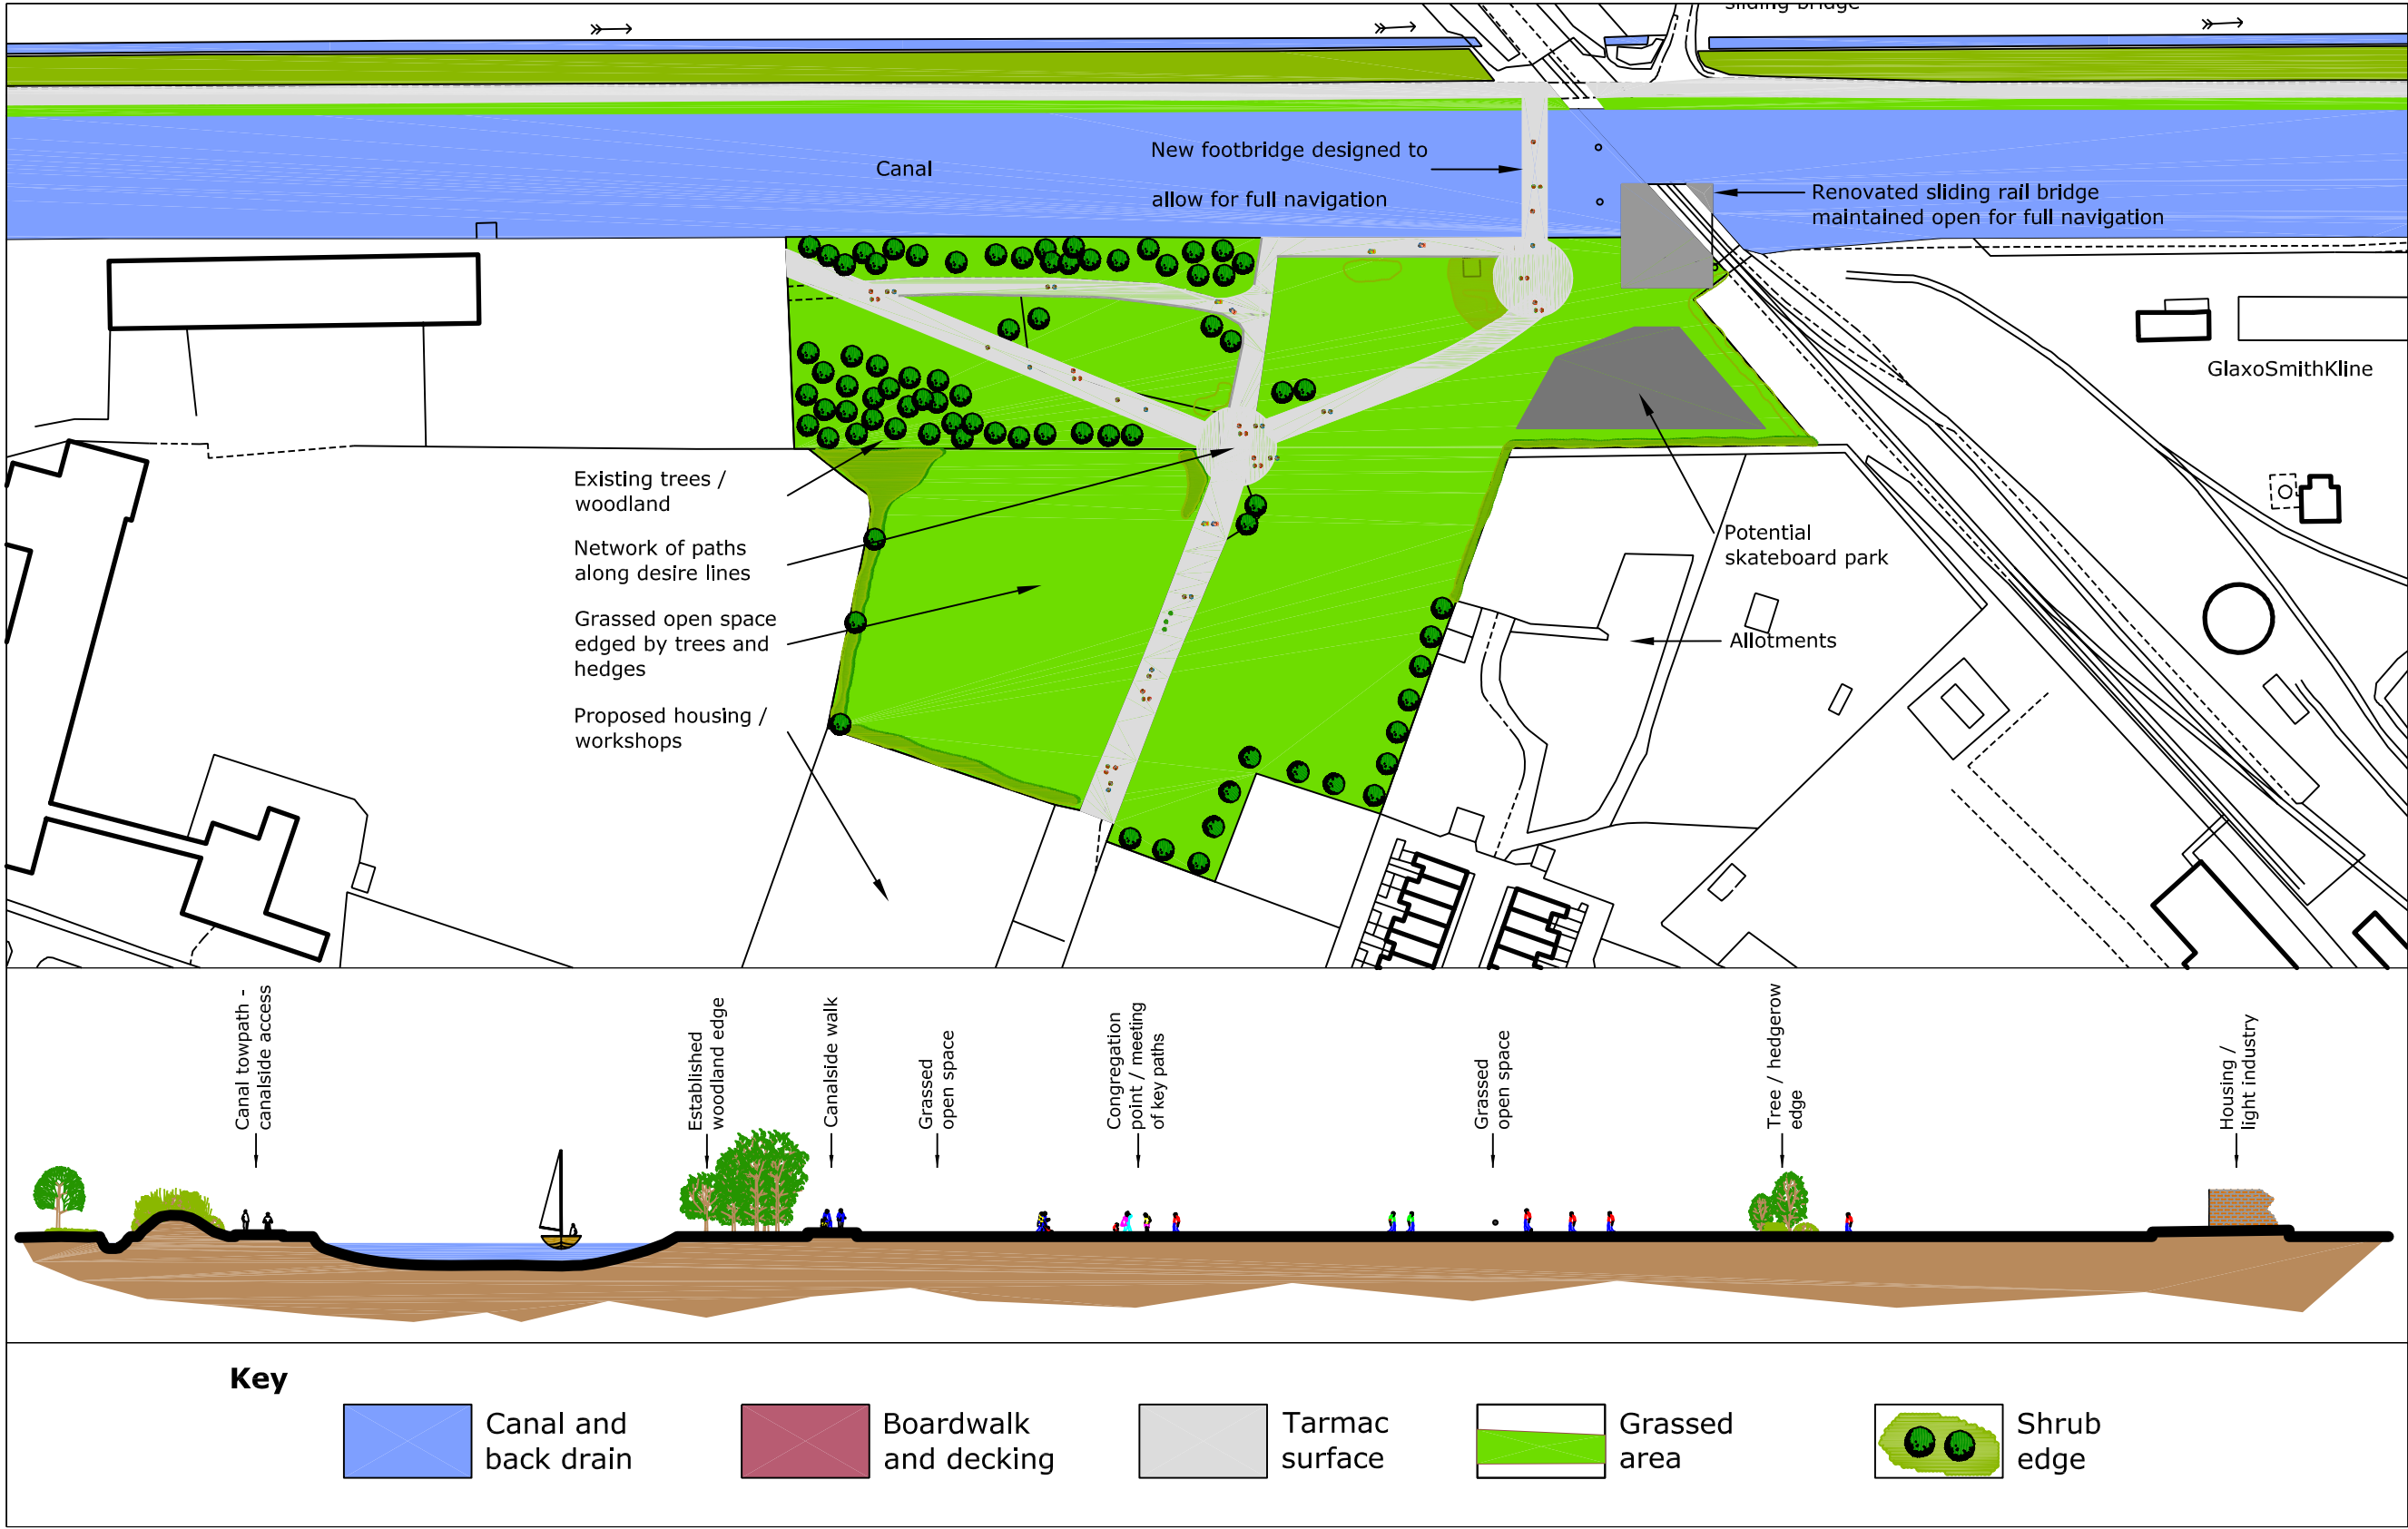 sliding bridge
Canal
New footbridge designed to
allow for full navigation
Renovated sliding rail bridge
maintained open for full navigation
GlaxoSmithKline
Existing trees /
woodland
Network of paths
along desire lines
Grassed open space
edged by trees and
hedges
Proposed housing /
workshops
Potential
skateboard park
Allotments
Canal towpath -
canalside access
Established
woodland edge
Canalside walk
Grassed
open space
Congregation
point / meeting
of key paths
Grassed
open space
Tree / hedgerow
edge
Housing /
light industry
Key
Canal and
back drain
Boardwalk
and decking
Tarmac
surface
Grassed
area
Shrub
edge